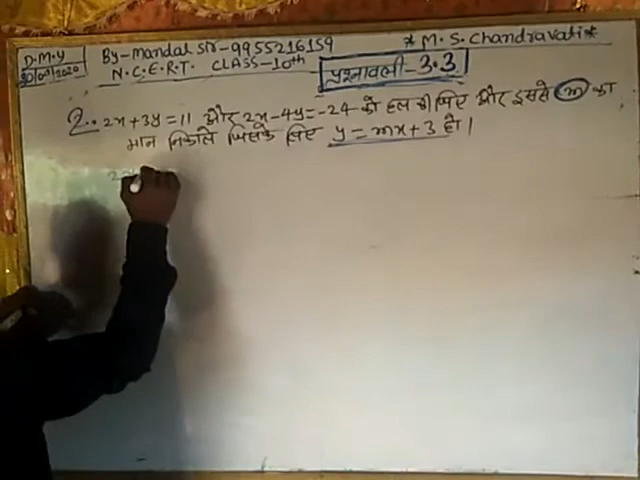 D.M.Y By-Mandal Sir-9955216159 * M.S. Chandravati *
2020 N.C.E.R.T. CLASS-10th प्रश्नावली-3.3
2.. 2x+3y=11 और 2x-4y=-24 को हल कीजिए और इससे m का
मान निकालें जिसके लिए y=mx+3 हो।